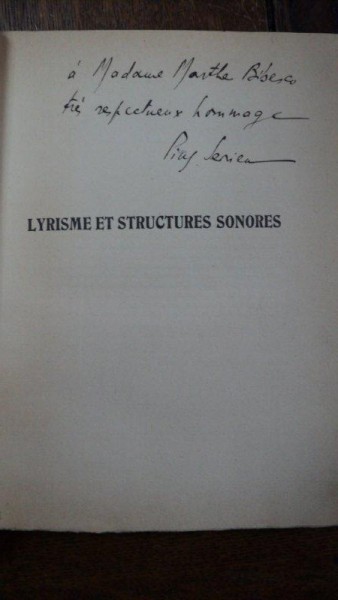 à Madame Marthe Bibesco
très respectueux hommage
Pius Servien
LYRISME ET STRUCTURES SONORES